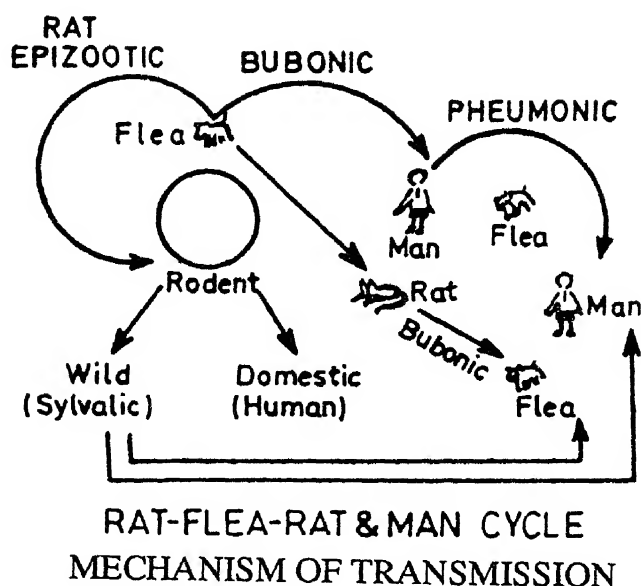 RAT
EPIZOOTIC
BUBONIC
PHEUMONIC
Flea
Man
Flea
Rodent
Rat
Man
Bubonic
Wild
(Sylvalic)
Domestic
(Human)
Flea
RAT-FLEA-RAT & MAN CYCLE
MECHANISM OF TRANSMISSION